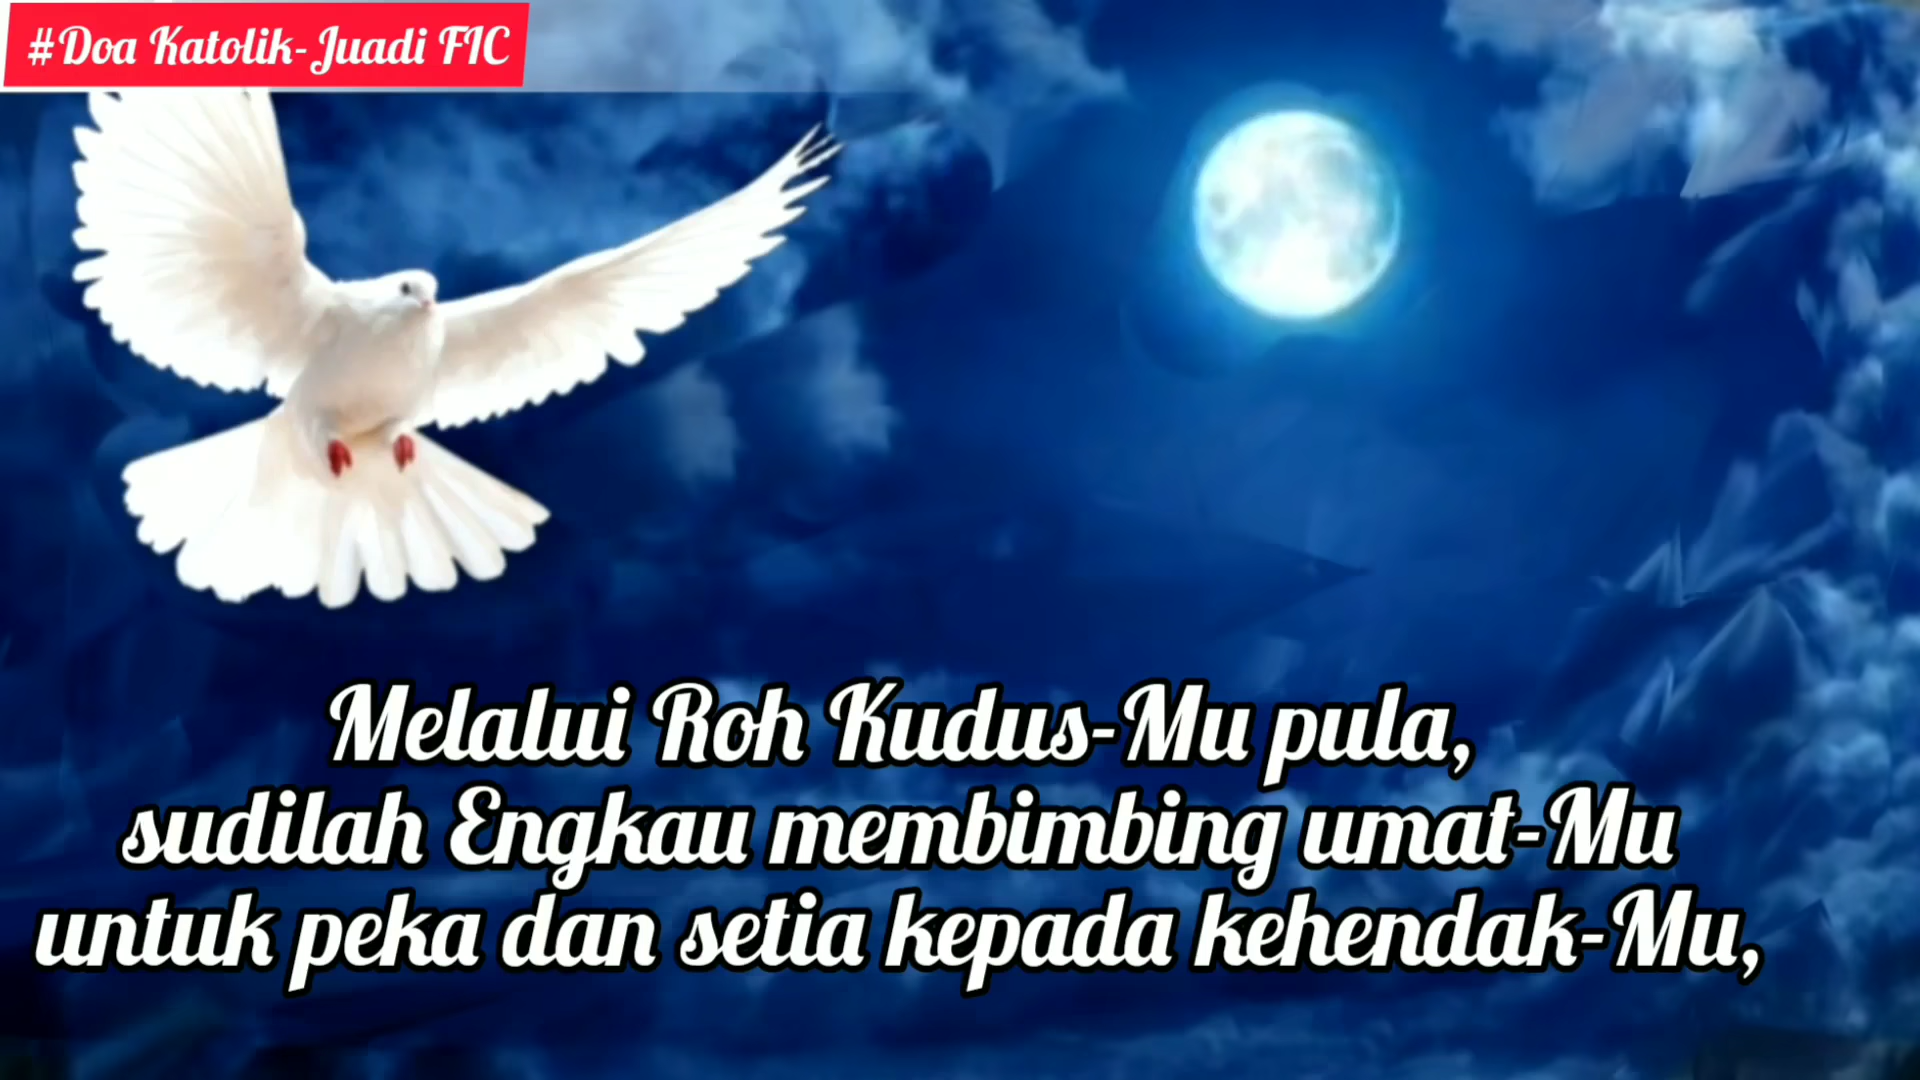 #Doa Katolik-Juadi FIC
Melalui Roh Kudus-Mu pula,
sudilah Engkau membimbing umat-Mu
untuk peka dan setia kepada kehendak-Mu,